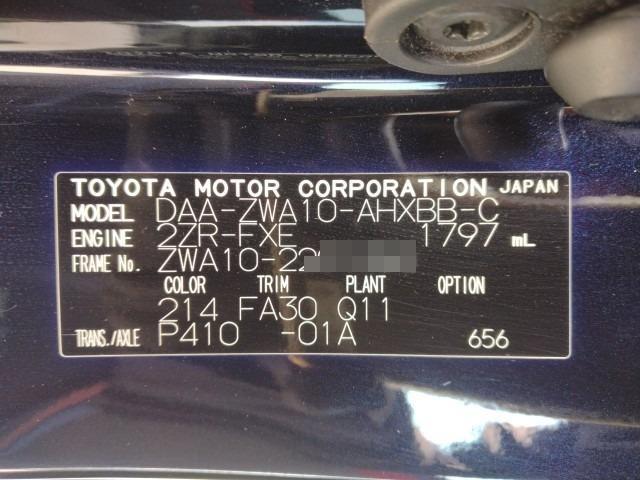 TOYOTA MOTOR CORPORATION JAPAN
MODEL DAA-ZWA10-AHXBB-C
ENGINE 2ZR-FXE 1797 mL
FRAME No. ZWA10-22
COLOR TRIM PLANT OPTION
214 FA30 Q11
TRANS./AXLE P410 -01A 656